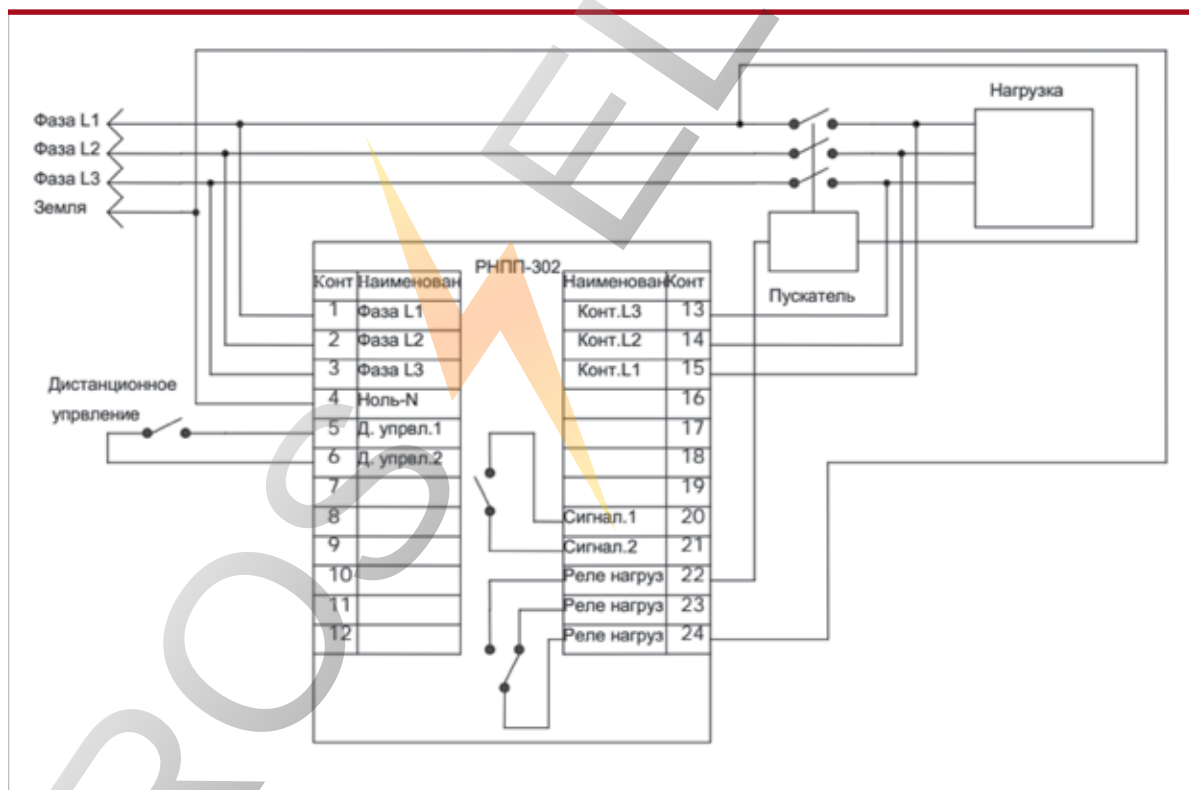 Нагрузка
Фаза L1
Фаза L2
Фаза L3
Земля
Пускатель
РНПП-302
Конт Наименован
Наименован Конт
1 Фаза L1
Конт.L3 13
2 Фаза L2
Конт.L2 14
3 Фаза L3
Конт.L1 15
4 Ноль-N
16
5 Д. упрвл.1
17
6 Д. упрвл.2
18
7
19
8
Сигнал.1 20
9
Сигнал.2 21
10
Реле нагруз 22
11
Реле нагруз 23
12
Реле нагруз 24
Дистанционное
упрвление
ROS
EL